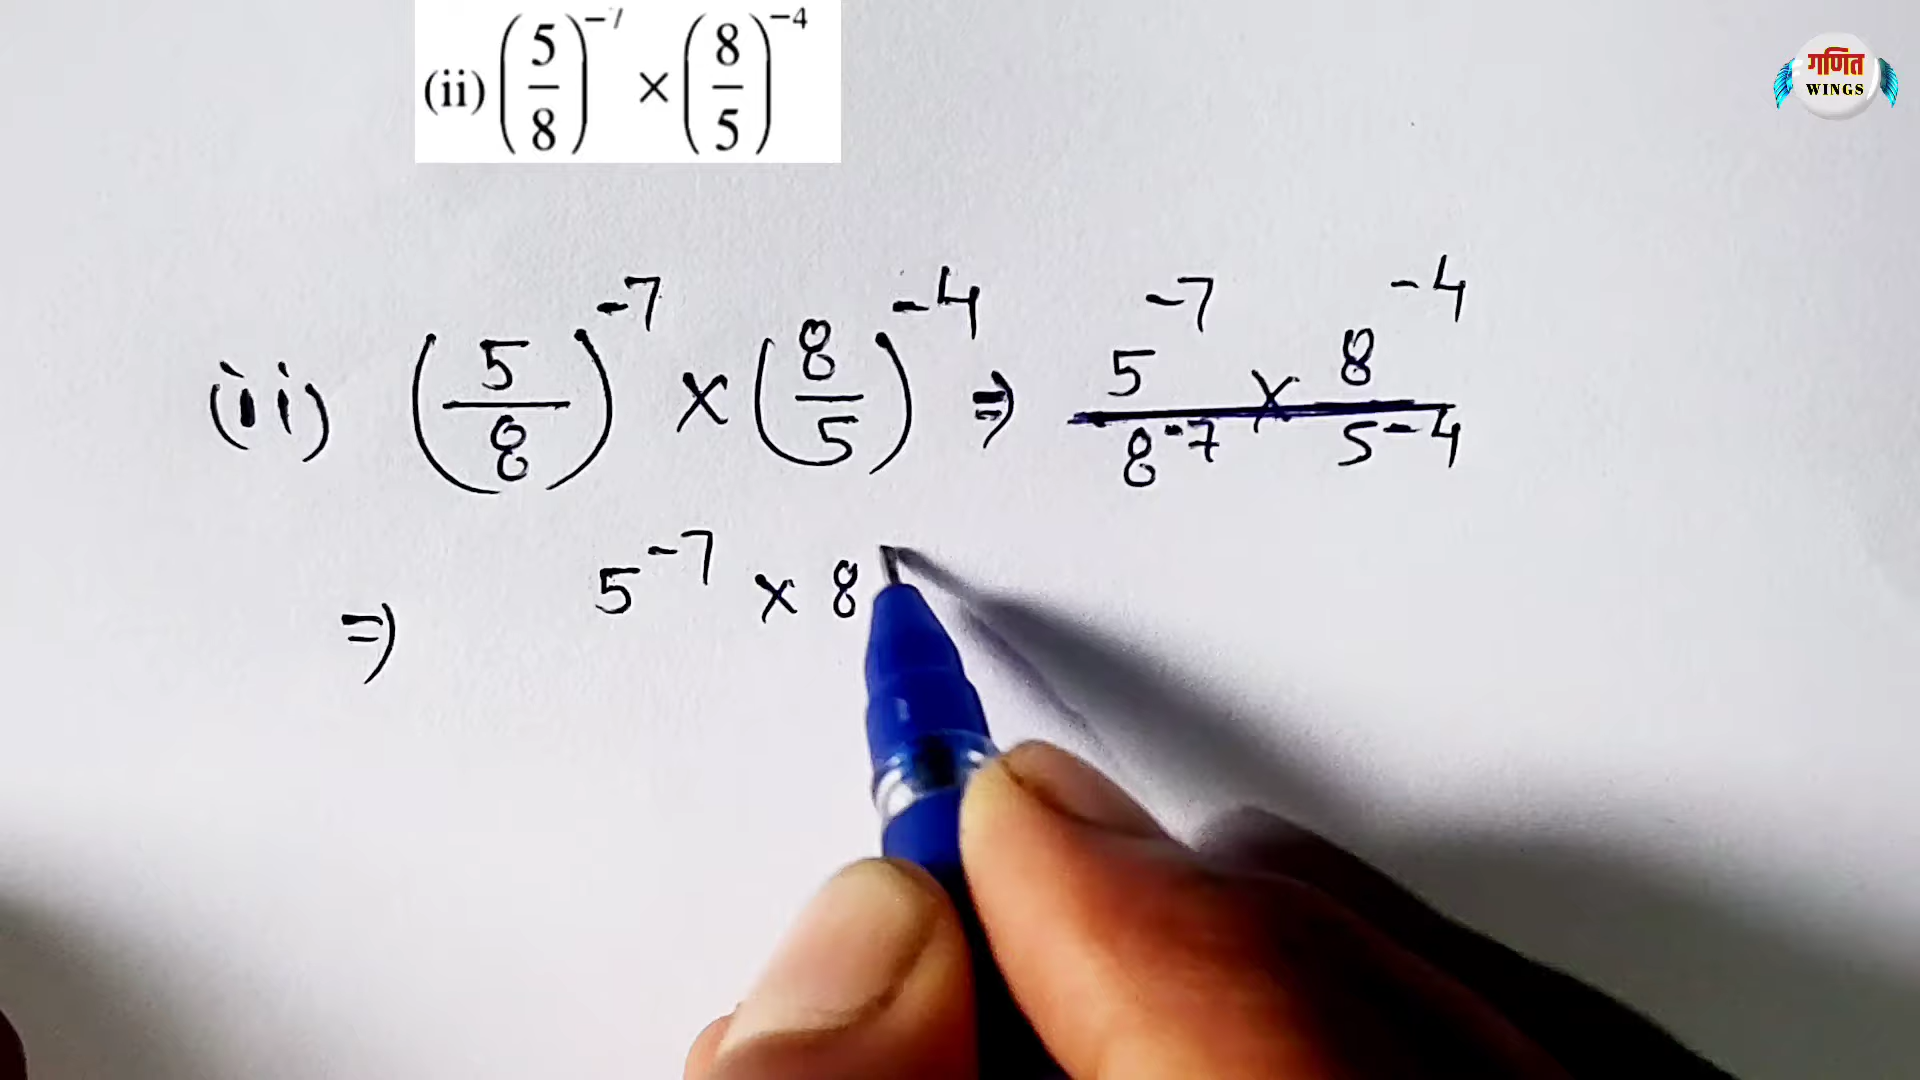 (ii) (5/8)⁻⁷ × (8/5)⁻⁴
गणित
WINGS
(ii) (5/8)⁻⁷ × (8/5)⁻⁴ ⇒ 5⁻⁷/8⁻⁷ × 8⁻⁴/5⁻⁴
⇒ 5⁻⁷ × 8